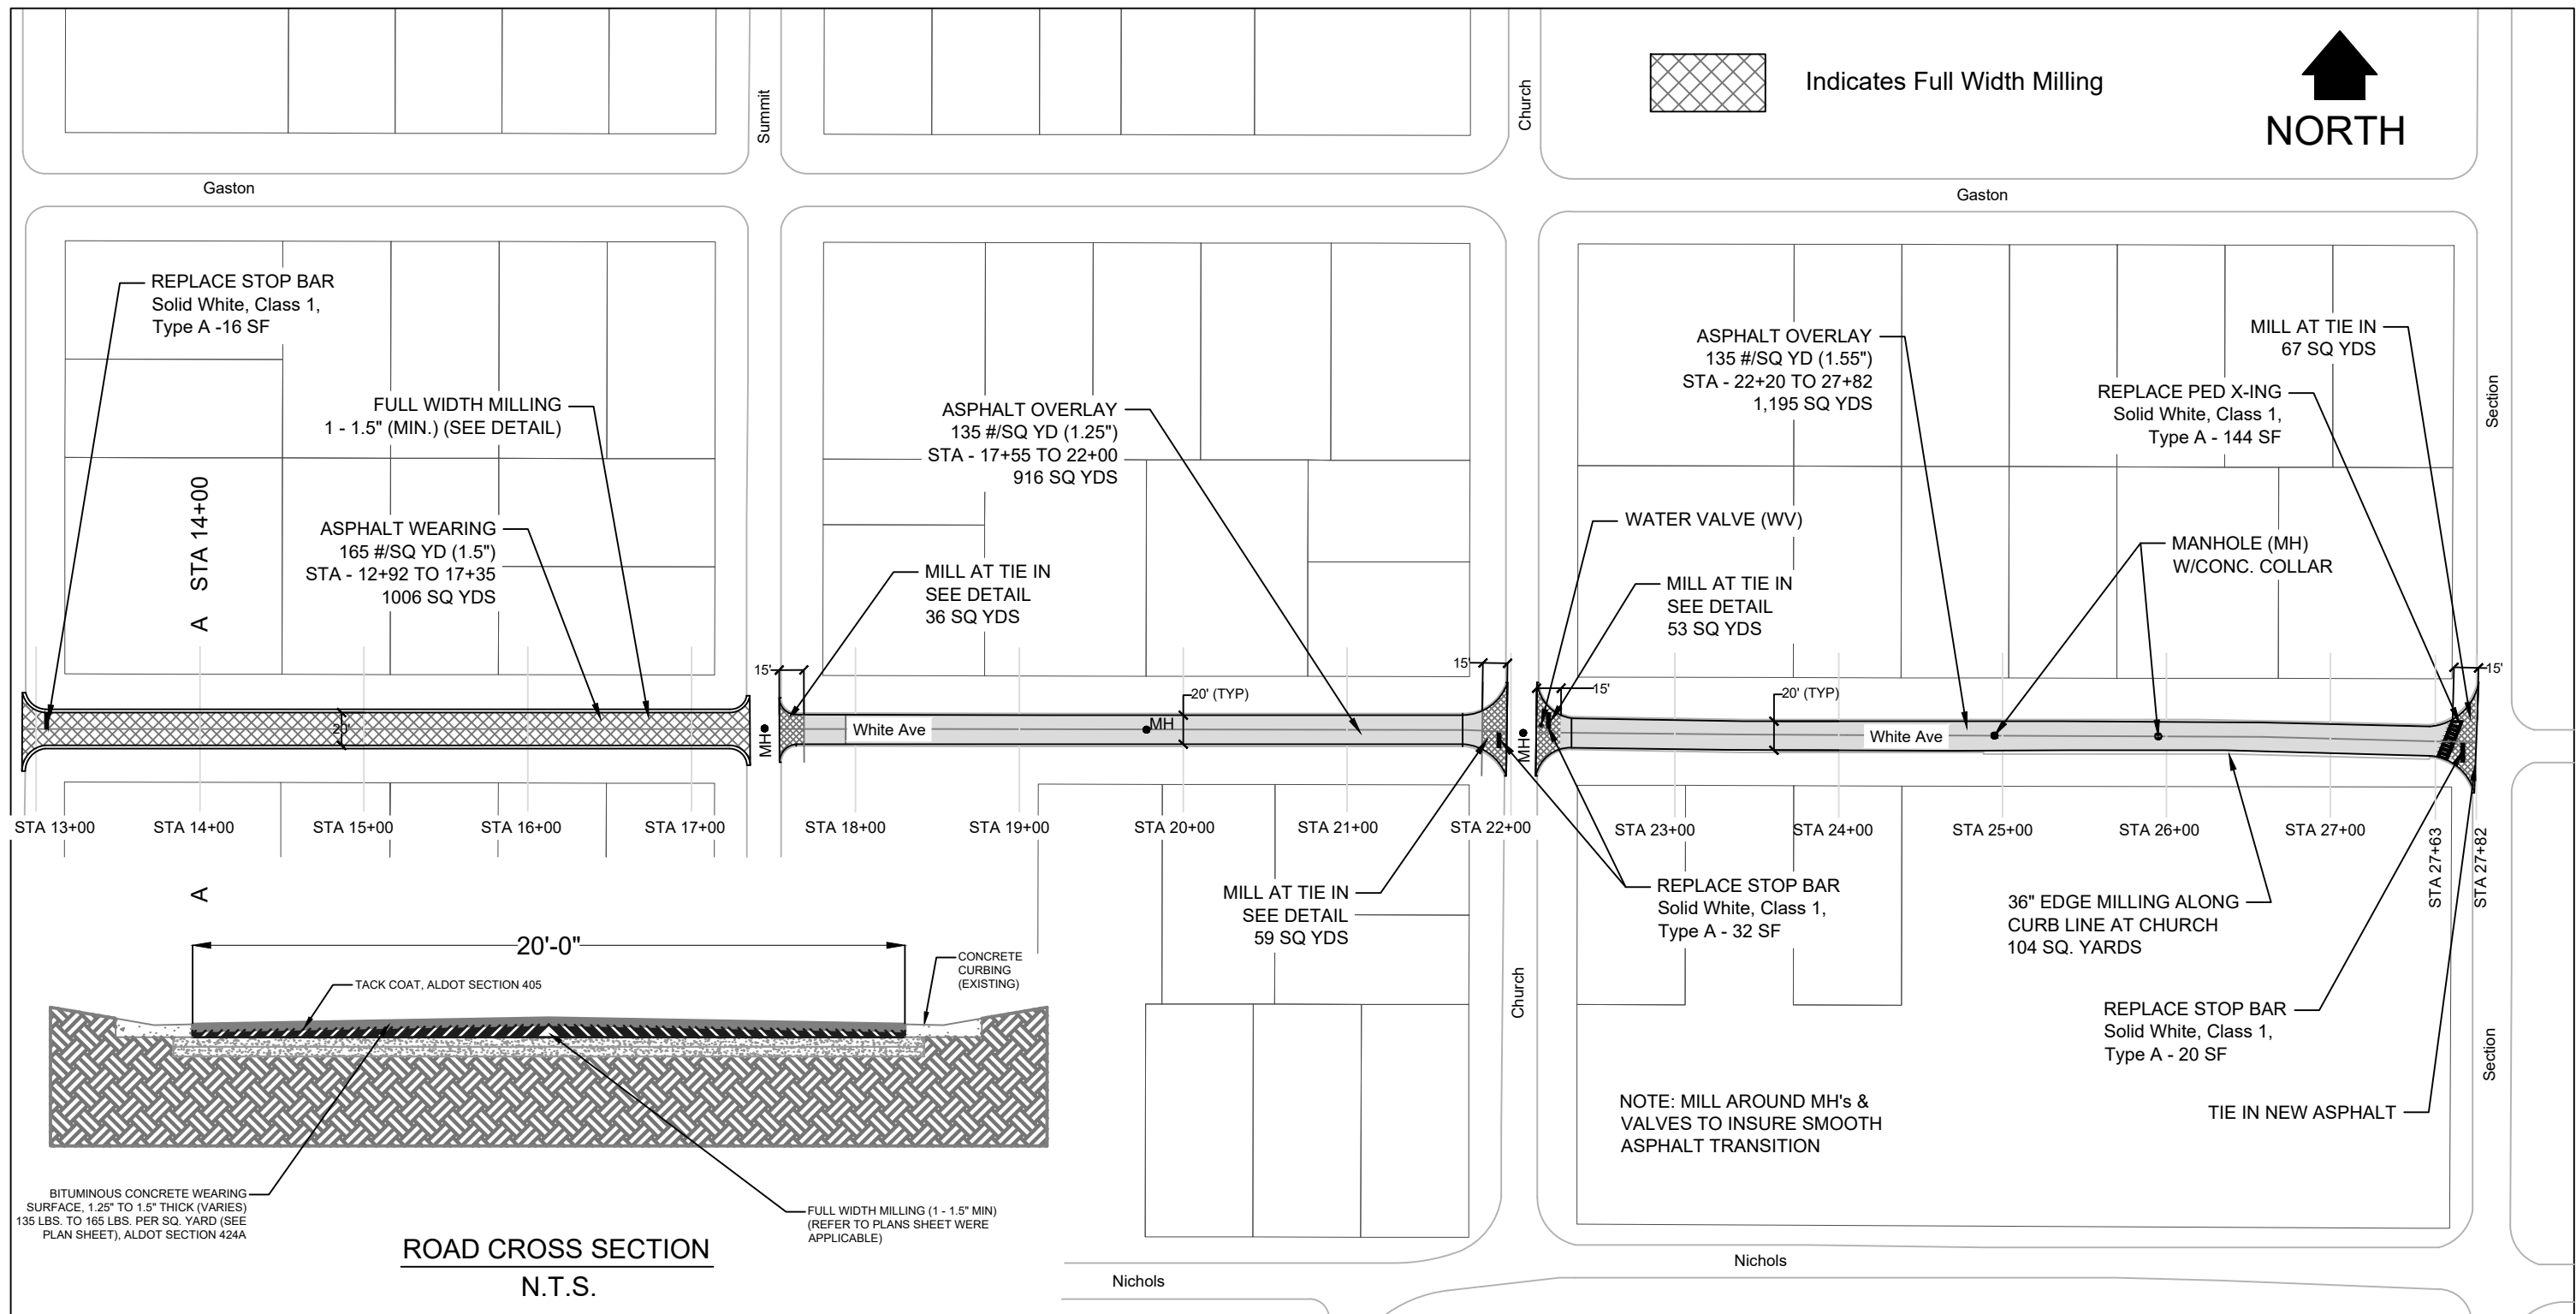 Summit
Church
Indicates Full Width Milling
NORTH
Gaston
Gaston
REPLACE STOP BAR
Solid White, Class 1,
Type A -16 SF
FULL WIDTH MILLING
1 - 1.5" (MIN.) (SEE DETAIL)
A STA 14+00
ASPHALT WEARING
165 #/SQ YD (1.5")
STA - 12+92 TO 17+35
1006 SQ YDS
ASPHALT OVERLAY
135 #/SQ YD (1.25")
STA - 17+55 TO 22+00
916 SQ YDS
MILL AT TIE IN
SEE DETAIL
36 SQ YDS
ASPHALT OVERLAY
135 #/SQ YD (1.55")
STA - 22+20 TO 27+82
1,195 SQ YDS
MILL AT TIE IN
67 SQ YDS
REPLACE PED X-ING
Solid White, Class 1,
Type A - 144 SF
Section
WATER VALVE (WV)
MILL AT TIE IN
SEE DETAIL
53 SQ YDS
MANHOLE (MH)
W/CONC. COLLAR
15'
15'
15'
15'
20'
MH
White Ave
MH
20' (TYP)
MH
20' (TYP)
White Ave
STA 13+00
STA 14+00
STA 15+00
STA 16+00
STA 17+00
STA 18+00
STA 19+00
STA 20+00
STA 21+00
STA 22+00
STA 23+00
STA 24+00
STA 25+00
STA 26+00
STA 27+00
STA 27+63
STA 27+82
A
MILL AT TIE IN
SEE DETAIL
59 SQ YDS
REPLACE STOP BAR
Solid White, Class 1,
Type A - 32 SF
36" EDGE MILLING ALONG
CURB LINE AT CHURCH
104 SQ. YARDS
REPLACE STOP BAR
Solid White, Class 1,
Type A - 20 SF
TIE IN NEW ASPHALT
Church
Section
NOTE: MILL AROUND MH's &
VALVES TO INSURE SMOOTH
ASPHALT TRANSITION
20'-0"
TACK COAT, ALDOT SECTION 405
CONCRETE
CURBING
(EXISTING)
BITUMINOUS CONCRETE WEARING
SURFACE, 1.25" TO 1.5" THICK (VARIES)
135 LBS. TO 165 LBS. PER SQ. YARD (SEE
PLAN SHEET), ALDOT SECTION 424A
FULL WIDTH MILLING (1 - 1.5" MIN)
(REFER TO PLANS SHEET WERE
APPLICABLE)
ROAD CROSS SECTION
N.T.S.
Nichols
Nichols